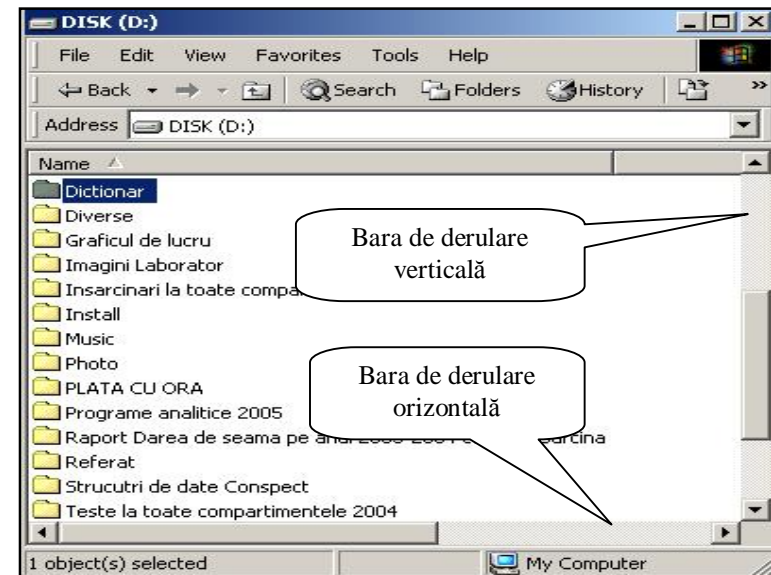 DISK (D:)
File Edit View Favorites Tools Help
Back Search Folders History »
Address DISK (D:)
Name
Dictionar
Diverse
Graficul de lucru
Imagini Laborator
Insarcinari la toate
Install
Music
Photo
PLATA CU ORA
Programe analitice 2005
Raport Darea de seama pe
Referat
Strucutri de date Conspect
Teste la toate compartimentele 2004
Bara de derulare
verticală
Bara de derulare
orizontală
1 object(s) selected
My Computer